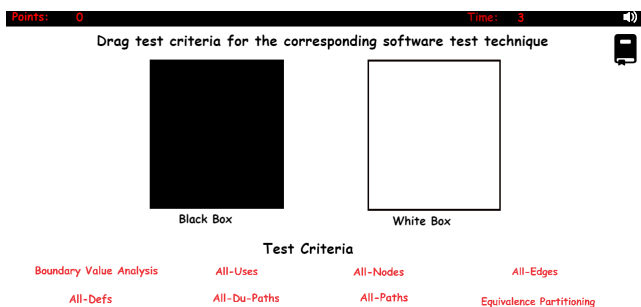 Points: 0 Time: 3
Drag test criteria for the corresponding software test technique
Black Box White Box
Test Criteria
Boundary Value Analysis All-Uses All-Nodes All-Edges
All-Defs All-Du-Paths All-Paths Equivalence Partitioning